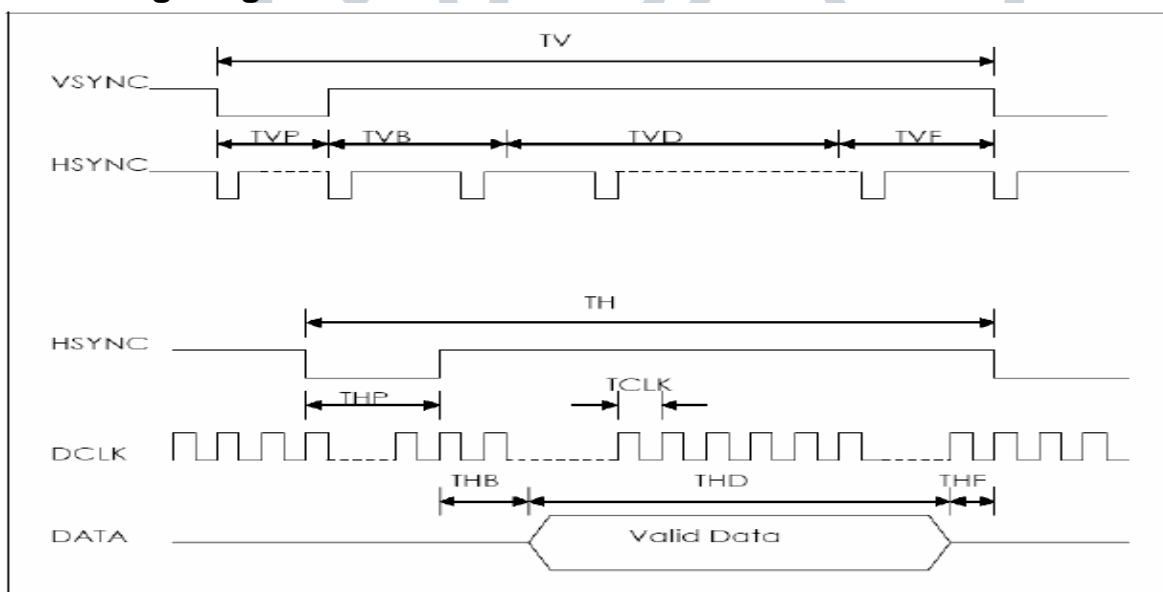 TV
VSYNC
TVP TVB TVD TVF
HSYNC
TH
HSYNC
THP TCLK
DCLK
THB THD THF
DATA Valid Data